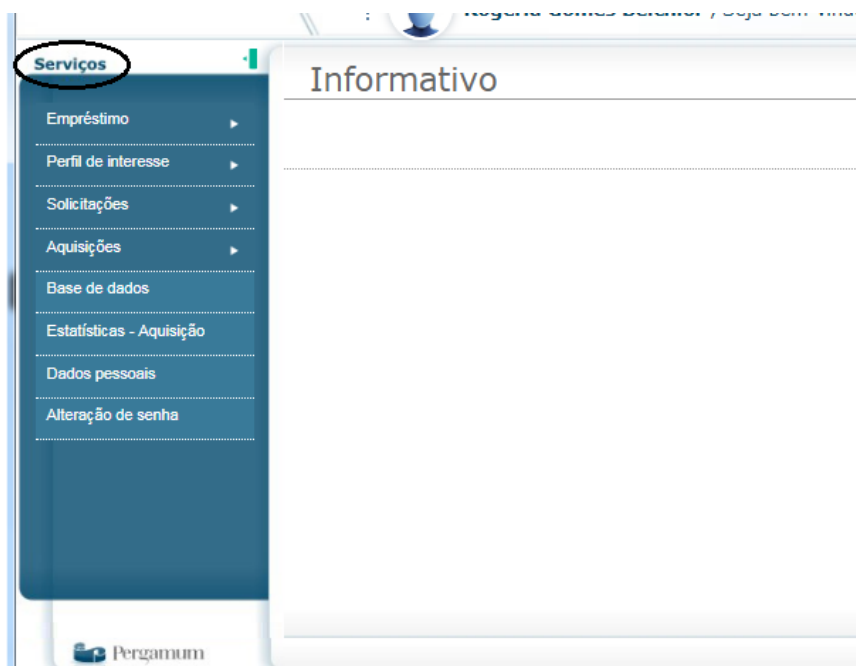 Serviços
Informativo
Empréstimo
Perfil de interesse
Solicitações
Aquisições
Base de dados
Estatísticas - Aquisição
Dados pessoais
Alteração de senha
Pergamum